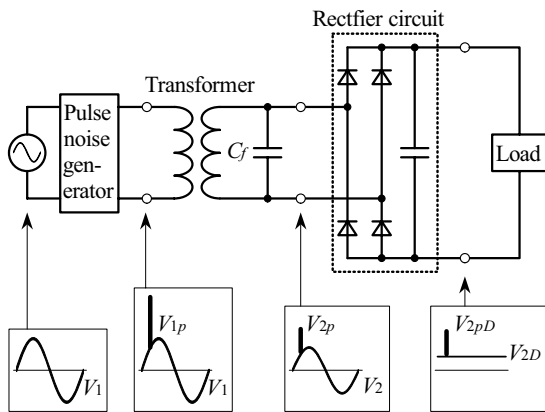 Rectfier circuit
Transformer
Pulse
noise
gen-
erator
Cf
Load
V1
V1p
V1
V2p
V2
V2pD
V2D